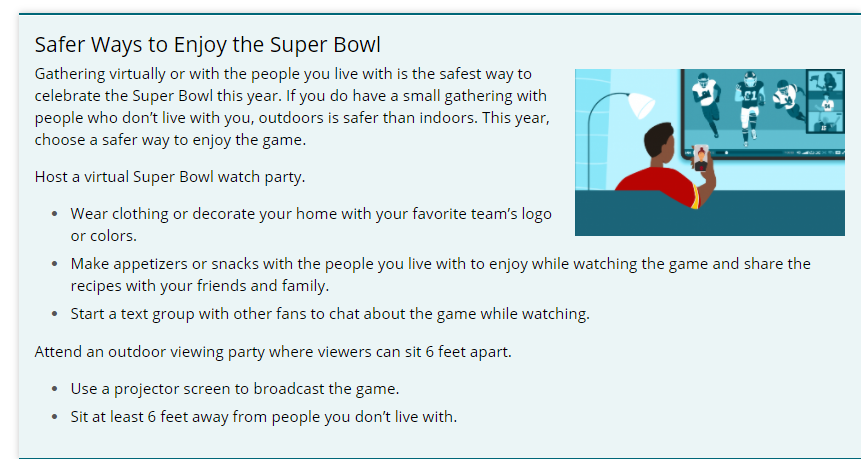 Safer Ways to Enjoy the Super Bowl
Gathering virtually or with the people you live with is the safest way to
celebrate the Super Bowl this year. If you do have a small gathering with
people who don’t live with you, outdoors is safer than indoors. This year,
choose a safer way to enjoy the game.
Host a virtual Super Bowl watch party.
• Wear clothing or decorate your home with your favorite team’s logo
or colors.
• Make appetizers or snacks with the people you live with to enjoy while watching the game and share the
recipes with your friends and family.
• Start a text group with other fans to chat about the game while watching.
Attend an outdoor viewing party where viewers can sit 6 feet apart.
• Use a projector screen to broadcast the game.
• Sit at least 6 feet away from people you don’t live with.